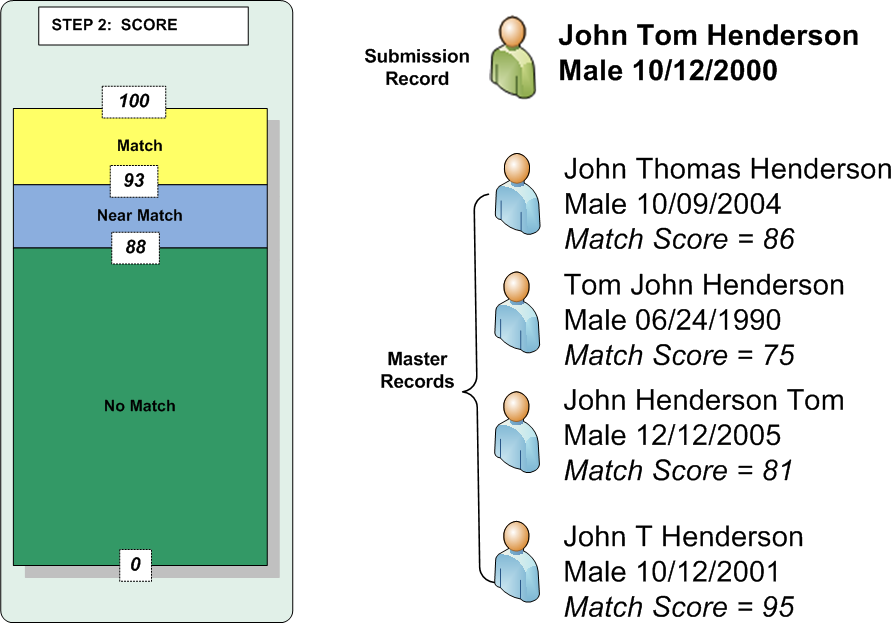 STEP 2: SCORE
100
Match
93
Near Match
88
No Match
0
Submission
Record
John Tom Henderson
Male 10/12/2000
Master
Records
John Thomas Henderson
Male 10/09/2004
Match Score = 86
Tom John Henderson
Male 06/24/1990
Match Score = 75
John Henderson Tom
Male 12/12/2005
Match Score = 81
John T Henderson
Male 10/12/2001
Match Score = 95